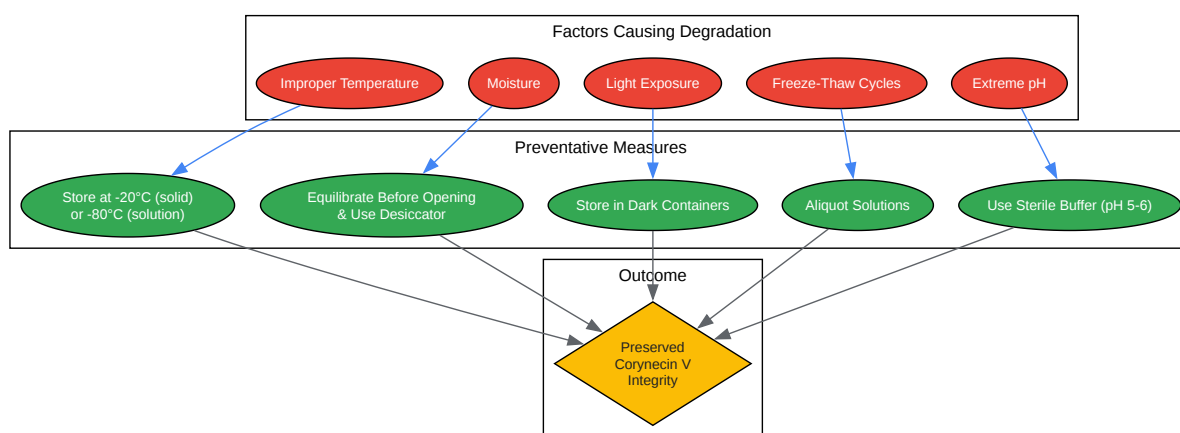 Factors Causing Degradation
Improper Temperature
Moisture
Light Exposure
Freeze-Thaw Cycles
Extreme pH
Preventative Measures
Store at -20°C (solid)
or -80°C (solution)
Equilibrate Before Opening
& Use Desiccator
Store in Dark Containers
Aliquot Solutions
Use Sterile Buffer (pH 5-6)
Outcome
Preserved
Corynecin V
Integrity